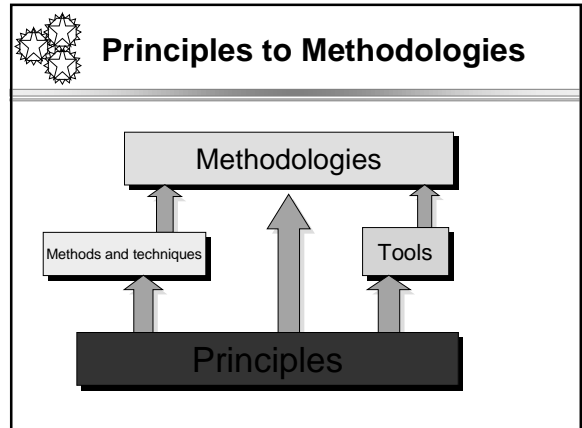 Principles to Methodologies
Methodologies
Methods and techniques
Tools
Principles